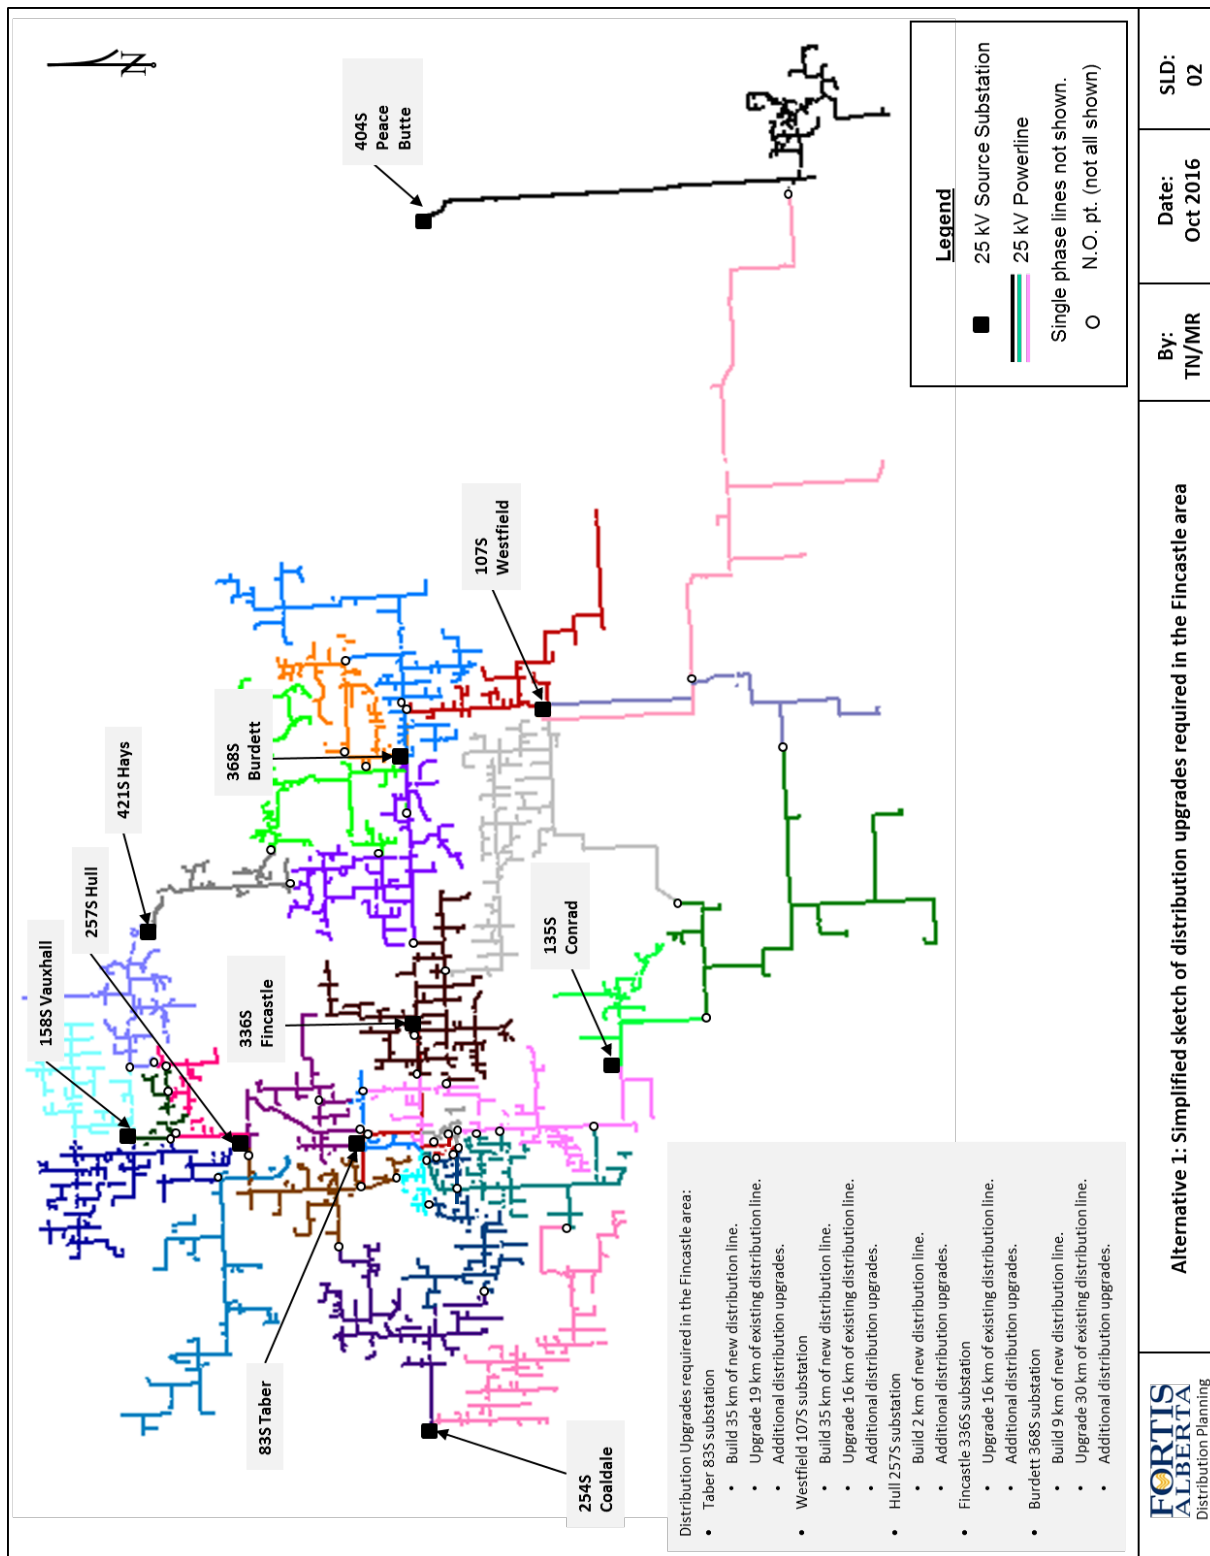 N
254S
Coaldale
83S Taber
158S Vauxhall
257S Hull
421S Hays
336S
Fincastle
368S
Burdett
135S
Conrad
107S
Westfield
404S
Peace
Butte
Distribution Upgrades required in the Fincastle area:
• Taber 83S substation
• Build 35 km of new distribution line.
• Upgrade 19 km of existing distribution line.
• Additional distribution upgrades.
• Westfield 107S substation
• Build 35 km of new distribution line.
• Upgrade 16 km of existing distribution line.
• Additional distribution upgrades.
• Hull 257S substation
• Build 2 km of new distribution line.
• Additional distribution upgrades.
• Fincastle 336S substation
• Upgrade 16 km of existing distribution line.
• Additional distribution upgrades.
• Burdett 368S substation
• Build 9 km of new distribution line.
• Upgrade 30 km of existing distribution line.
• Additional distribution upgrades.
Legend
25 kV Source Substation
25 kV Powerline
Single phase lines not shown.
N.O. pt. (not all shown)
FORTIS
ALBERTA
Distribution Planning
Alternative 1: Simplified sketch of distribution upgrades required in the Fincastle area
By:
TN/MR
Date:
Oct 2016
SLD:
02